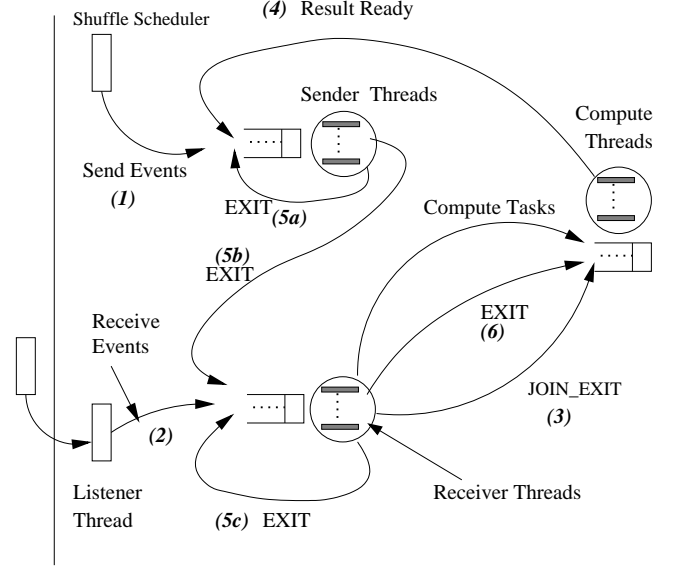 (4) Result Ready
Shuffle Scheduler
Sender Threads
Compute
Threads
Send Events
(1)
EXIT (5a)
Compute Tasks
(5b)
EXIT
Receive
Events
EXIT
(6)
JOIN_EXIT
(3)
(2)
Listener
Thread
Receiver Threads
(5c) EXIT